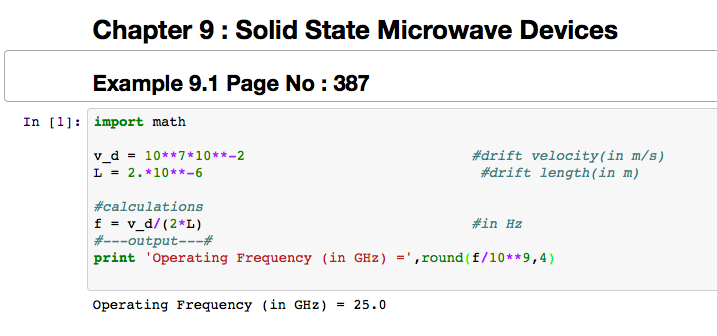 Chapter 9 : Solid State Microwave Devices
Example 9.1 Page No : 387
In [1]: import math
v_d = 10**7*10**-2 #drift velocity(in m/s)
L = 2.*10**-6 #drift length(in m)
#calculations
f = v_d/(2*L) #in Hz
#---output---#
print 'Operating Frequency (in GHz) =',round(f/10**9,4)
Operating Frequency (in GHz) = 25.0